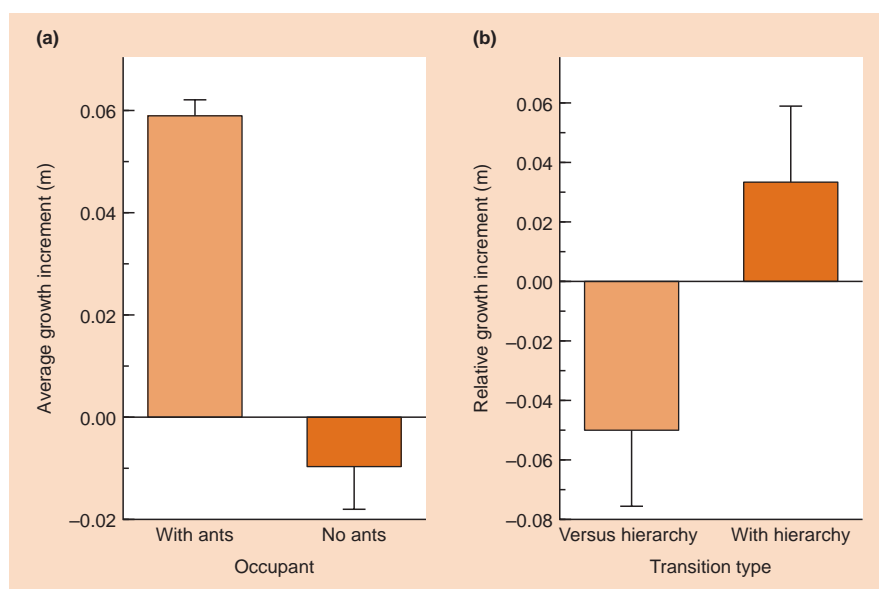 (a)
Average growth increment (m)
0.06
0.04
0.02
0.00
–0.02
With ants
No ants
Occupant
(b)
Relative growth increment (m)
0.06
0.04
0.02
0.00
–0.02
–0.04
–0.06
–0.08
Versus hierarchy
With hierarchy
Transition type